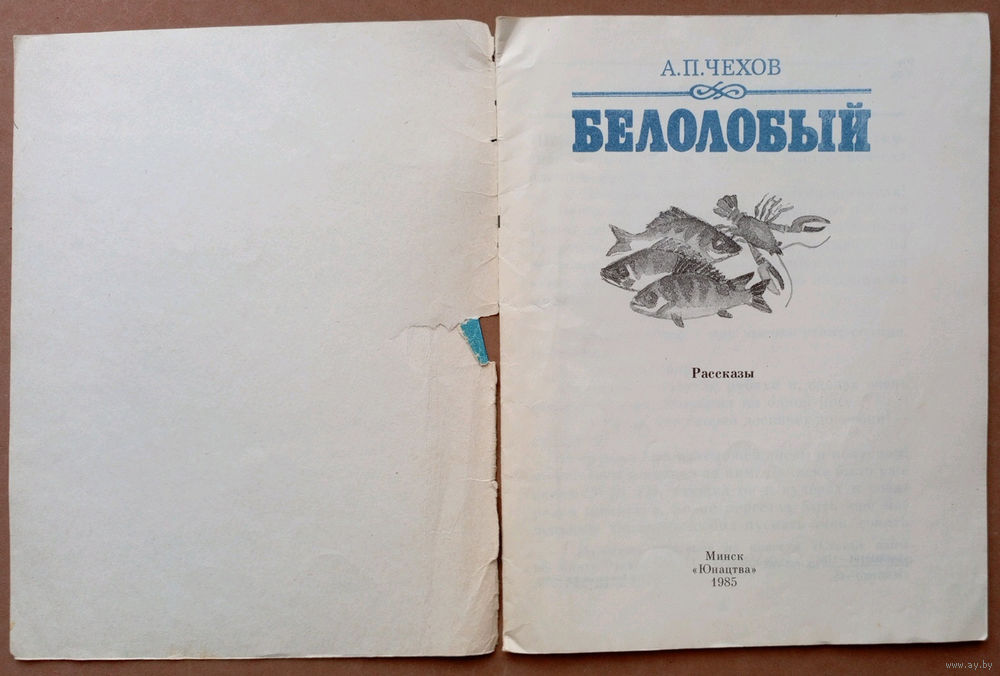 А.П.ЧЕХОВ
БЕЛОЛОБЫЙ
Рассказы
Минск
«Юнацтва»
1985
www.ay.by